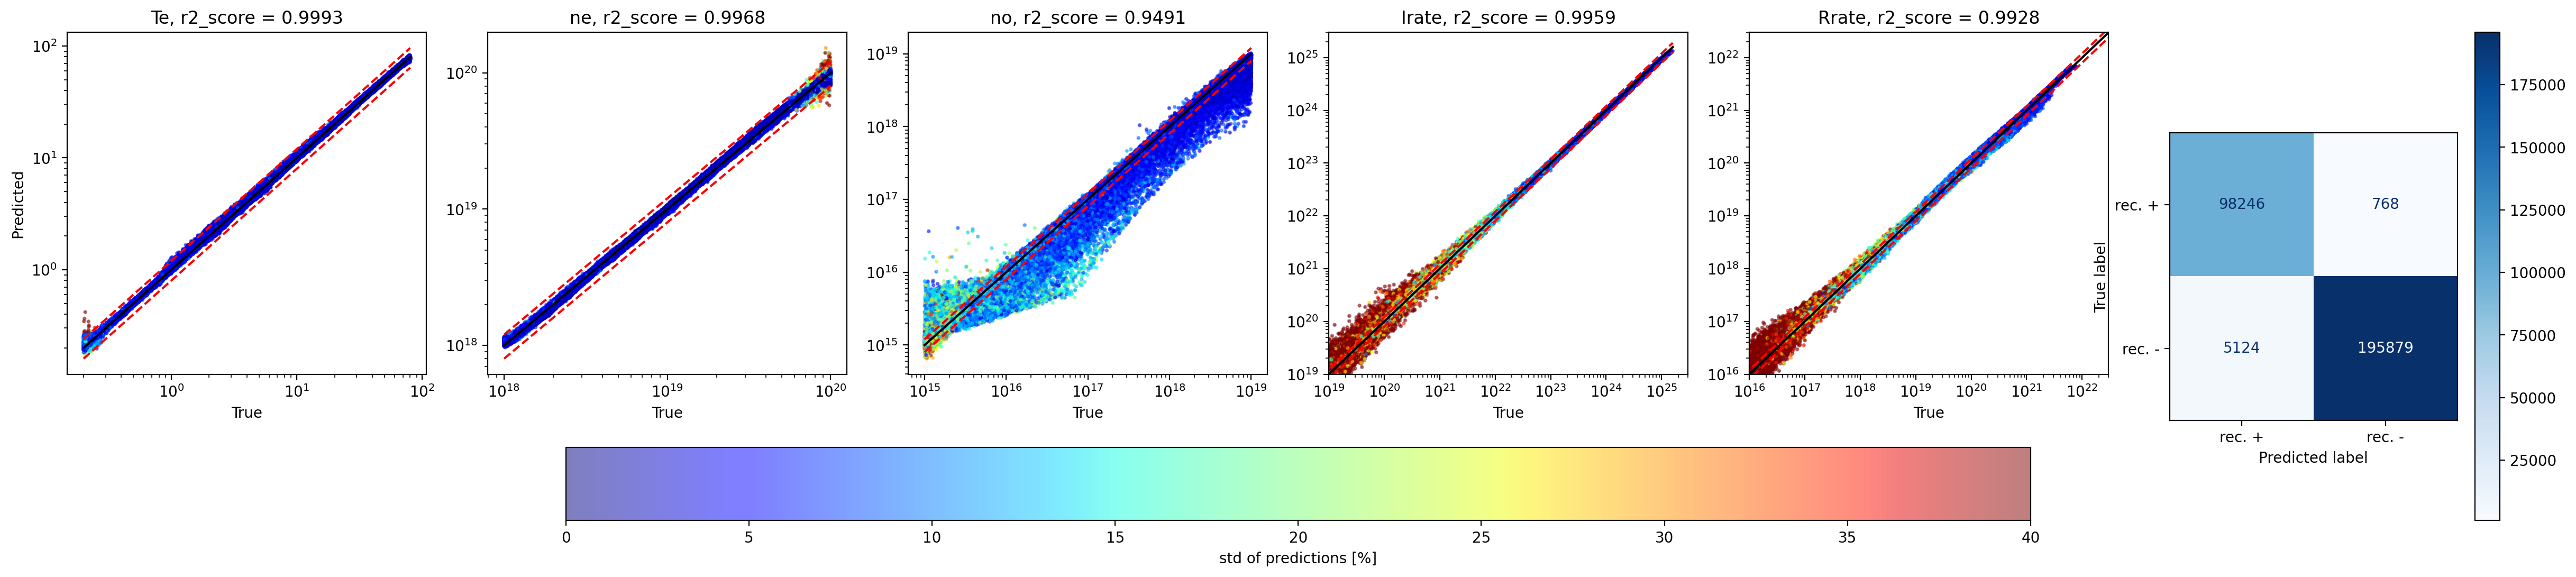 Te, r2_score = 0.9993
ne, r2_score = 0.9968
no, r2_score = 0.9491
Irate, r2_score = 0.9959
Rrate, r2_score = 0.9928
Predicted
10²
10¹
10⁰
10⁰ 10¹ 10²
True
10²⁰
10¹⁹
10¹⁸
10¹⁸ 10¹⁹ 10²⁰
True
10¹⁹
10¹⁸
10¹⁷
10¹⁶
10¹⁵
10¹⁵ 10¹⁶ 10¹⁷ 10¹⁸ 10¹⁹
True
10²⁵
10²⁴
10²³
10²²
10²¹
10²⁰
10¹⁹
10¹⁹ 10²⁰ 10²¹ 10²² 10²³ 10²⁴ 10²⁵
True
10²²
10²¹
10²⁰
10¹⁹
10¹⁸
10¹⁷
10¹⁶
10¹⁶ 10¹⁷ 10¹⁸ 10¹⁹ 10²⁰ 10²¹ 10²²
True
True label
rec. + 98246 768
rec. - 5124 195879
rec. + rec. -
Predicted label
175000
150000
125000
100000
75000
50000
25000
0 5 10 15 20 25 30 35 40
std of predictions [%]